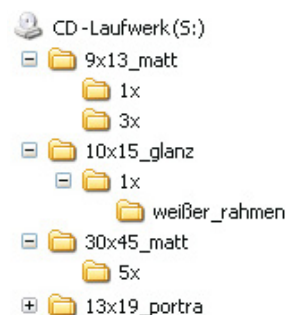 CD-Laufwerk(S:)
9x13_matt
1x
3x
10x15_glanz
1x
weißer_rahmen
30x45_matt
5x
13x19_portra